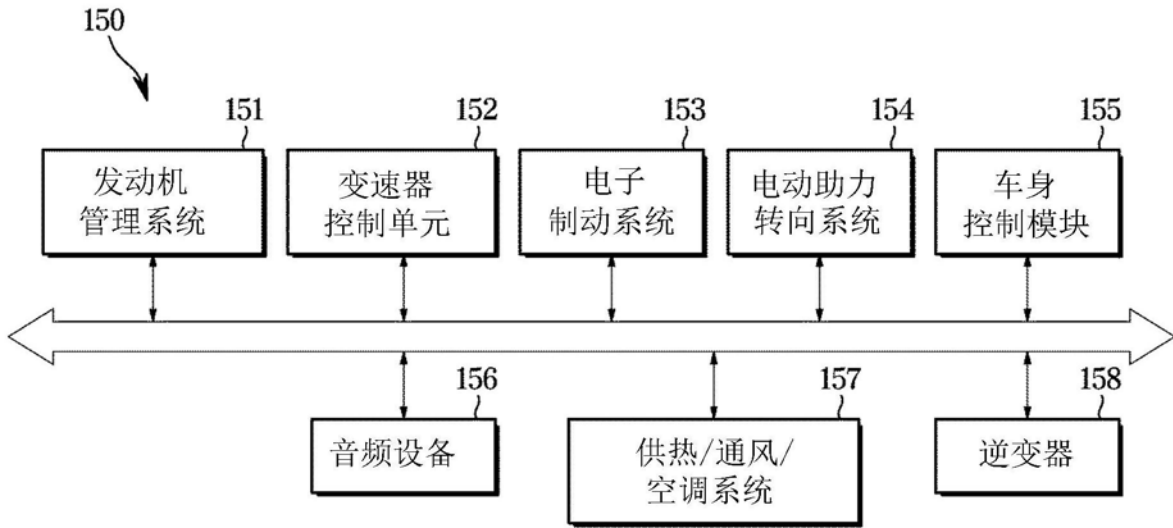 150
151
152
153
154
155
发动机
管理系统
变速器
控制单元
电子
制动系统
电动助力
转向系统
车身
控制模块
156
157
158
音频设备
供热/通风/
空调系统
逆变器